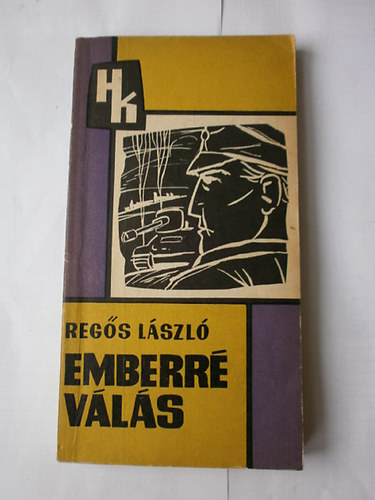 HK
REGŐS LÁSZLÓ
EMBERRÉ
VÁLÁS